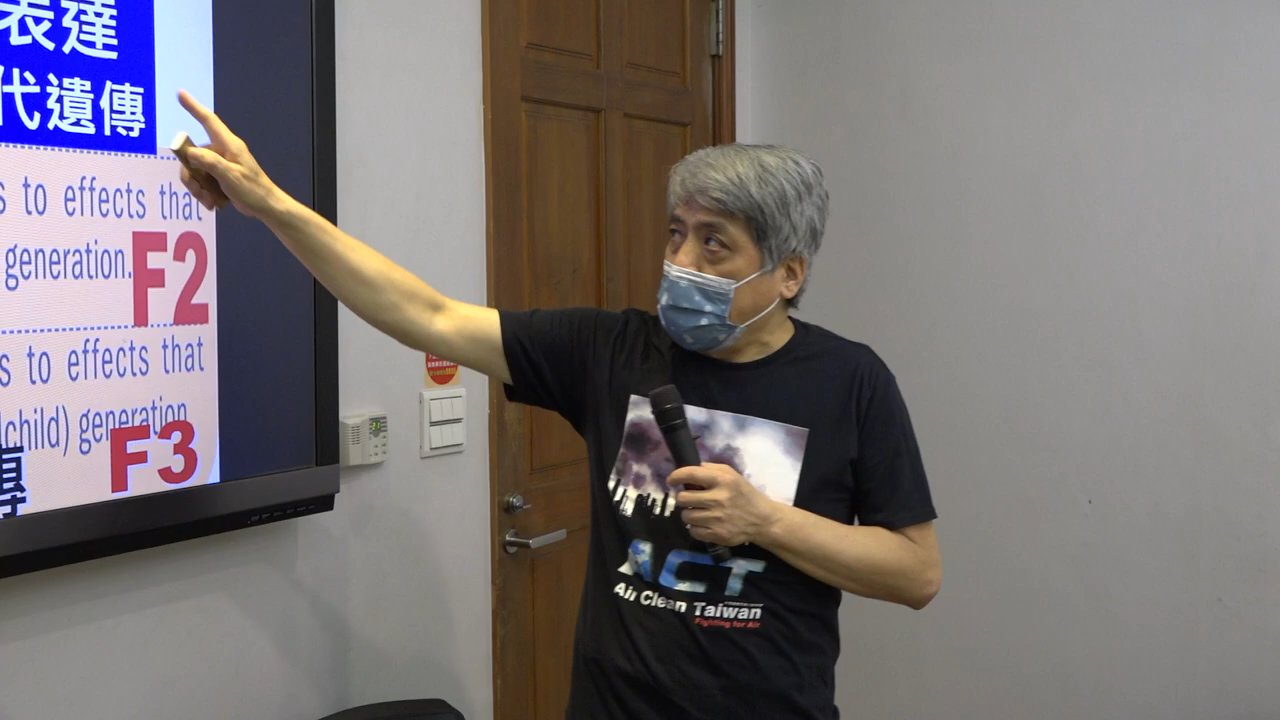 表達
代遺傳
s to effects that
generation.
F2
s to effects that
dchild) generation
F3
ACT
Air Clean Taiwan
Fighting for Air